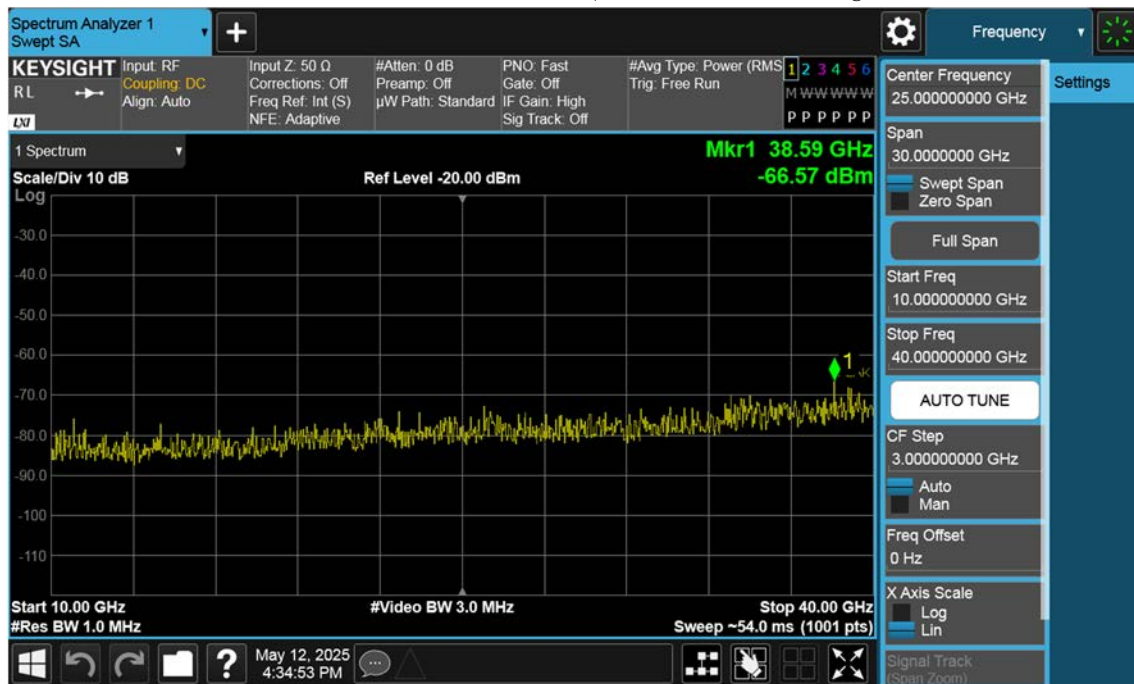 Spectrum Analyzer 1
Swept SA
Frequency
KEYSIGHT
RL
LXI
Input: RF
Coupling: DC
Align: Auto
Input Z: 50 Ω
Corrections: Off
Freq Ref: Int (S)
NFE: Adaptive
#Atten: 0 dB
Preamp: Off
µW Path: Standard
PNO: Fast
Gate: Off
IF Gain: High
Sig Track: Off
#Avg Type: Power (RMS
Trig: Free Run
1 2 3 4 5 6
M W W W W W
P P P P P P
1 Spectrum
Scale/Div 10 dB
Ref Level -20.00 dBm
Mkr1 38.59 GHz
-66.57 dBm
Log
-30.0
-40.0
-50.0
-60.0
-70.0
-80.0
-90.0
-100
-110
1
Start 10.00 GHz
#Res BW 1.0 MHz
#Video BW 3.0 MHz
Stop 40.00 GHz
Sweep ~54.0 ms (1001 pts)
May 12, 2025
4:34:53 PM
Center Frequency
25.000000000 GHz
Span
30.0000000 GHz
Swept Span
Zero Span
Full Span
Start Freq
10.000000000 GHz
Stop Freq
40.000000000 GHz
AUTO TUNE
CF Step
3.000000000 GHz
Auto
Man
Freq Offset
0 Hz
X Axis Scale
Log
Lin
Signal Track
(Span Zoom)
Settings